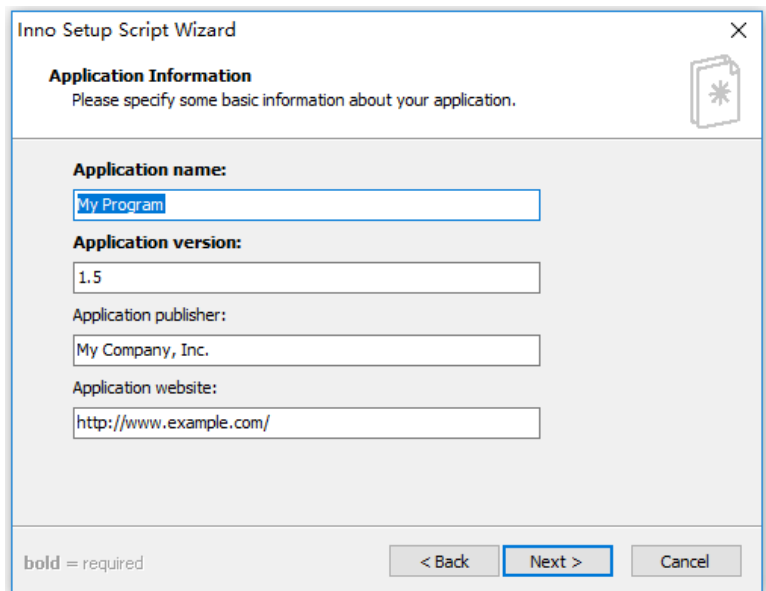 Inno Setup Script Wizard
Application Information
Please specify some basic information about your application.
Application name:
My Program
Application version:
1.5
Application publisher:
My Company, Inc.
Application website:
http://www.example.com/
bold = required
< Back
Next >
Cancel